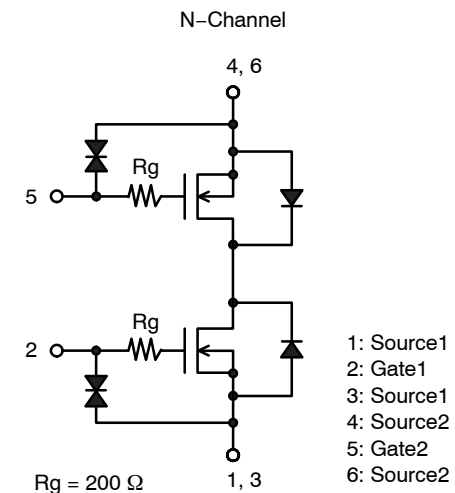 N−Channel
4, 6
Rg
5
Rg
2
1: Source1
2: Gate1
3: Source1
4: Source2
5: Gate2
6: Source2
Rg = 200 Ω
1, 3